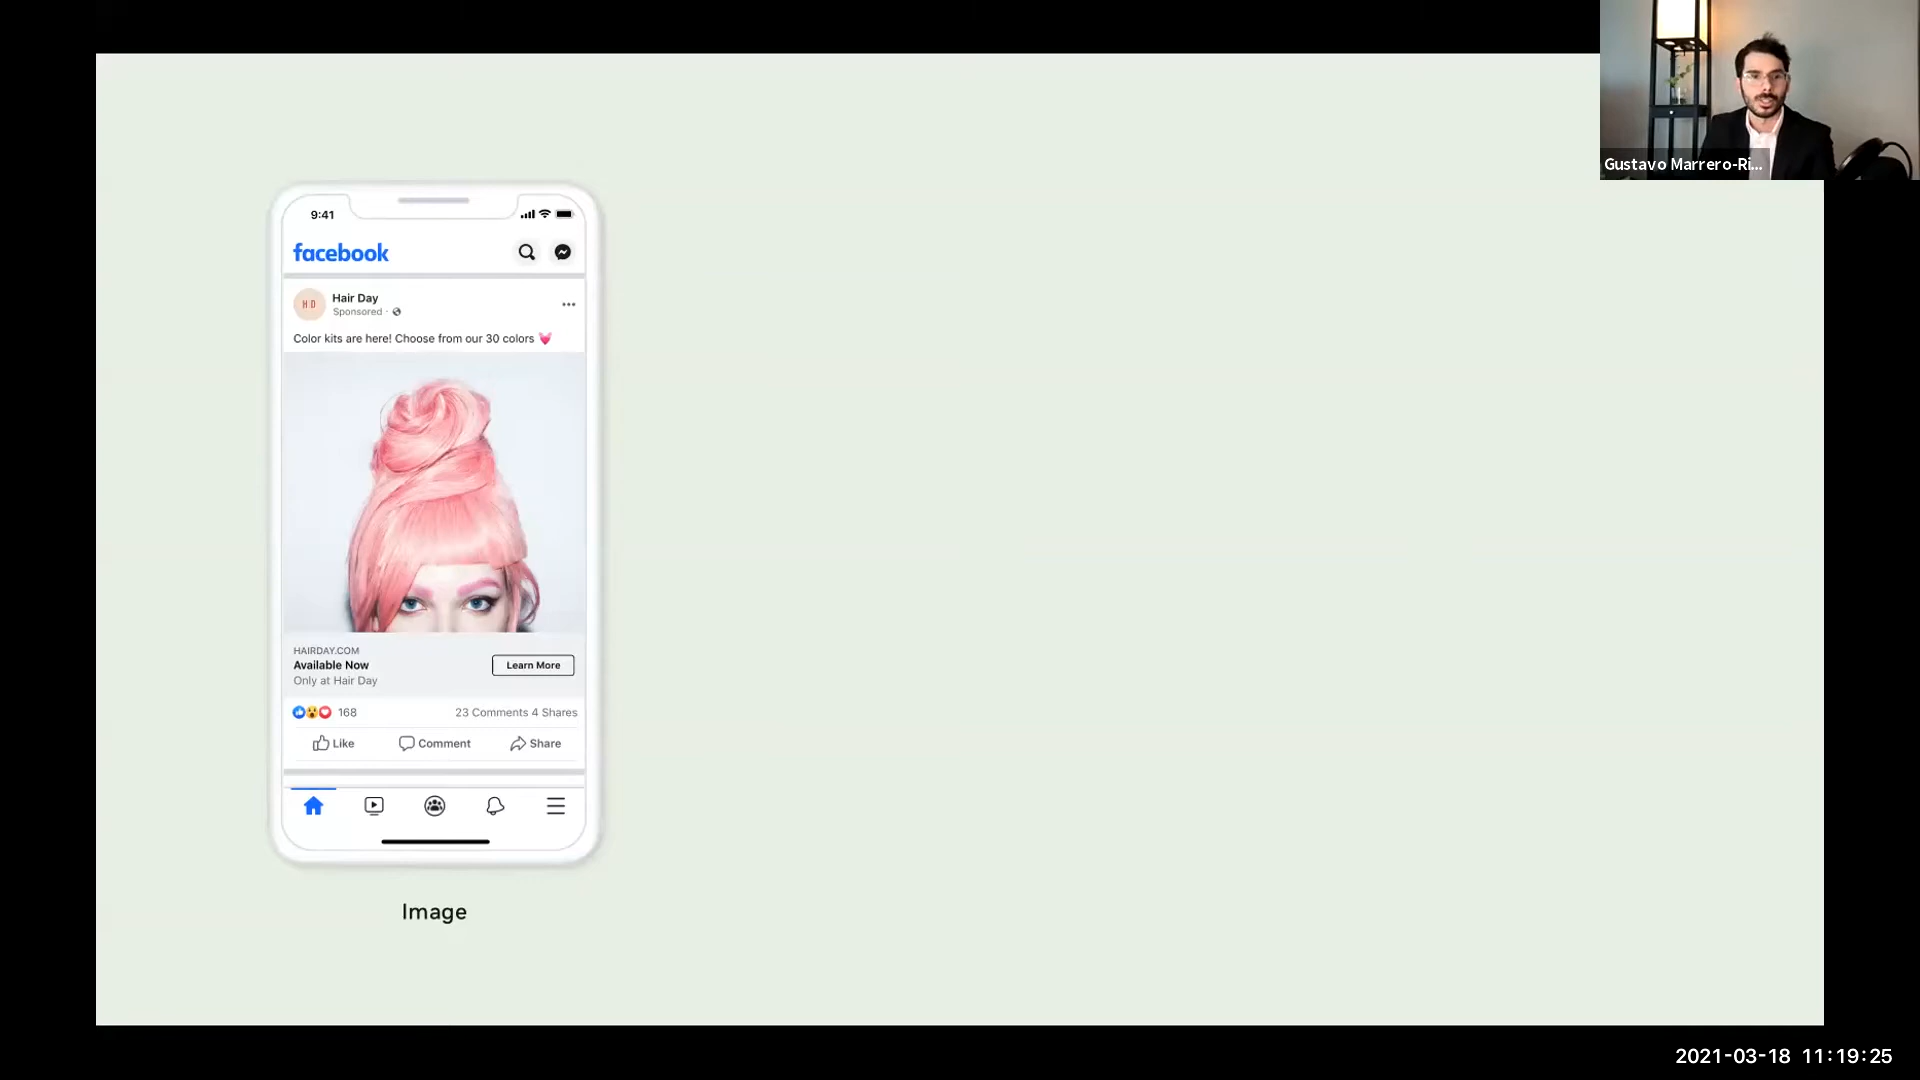 Gustavo Marrero-Ri...
9:41
facebook
HD
Hair Day
Sponsored ·
Color kits are here! Choose from our 30 colors
HAIRDAY.COM
Available Now
Only at Hair Day
Learn More
168
23 Comments 4 Shares
Like
Comment
Share
Image
2021-03-18 11:19:25